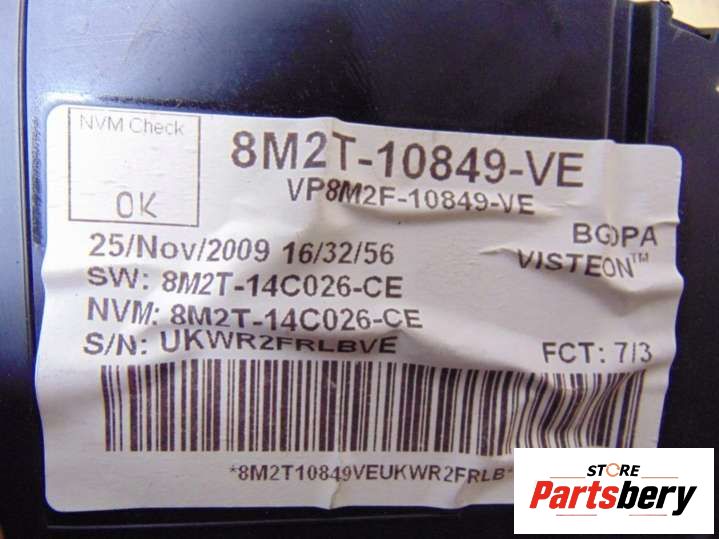 NVM Check
OK
8M2T-10849-VE
VP8M2F-10849-VE
25/Nov/2009 16/32/56
SW: 8M2T-14C026-CE
NVM: 8M2T-14C026-CE
S/N: UKWR2FRLBVE
VISTEON™
FCT: 7/3
*8M2T10849VEUKWR2FRLB*
STORE
Partsbery